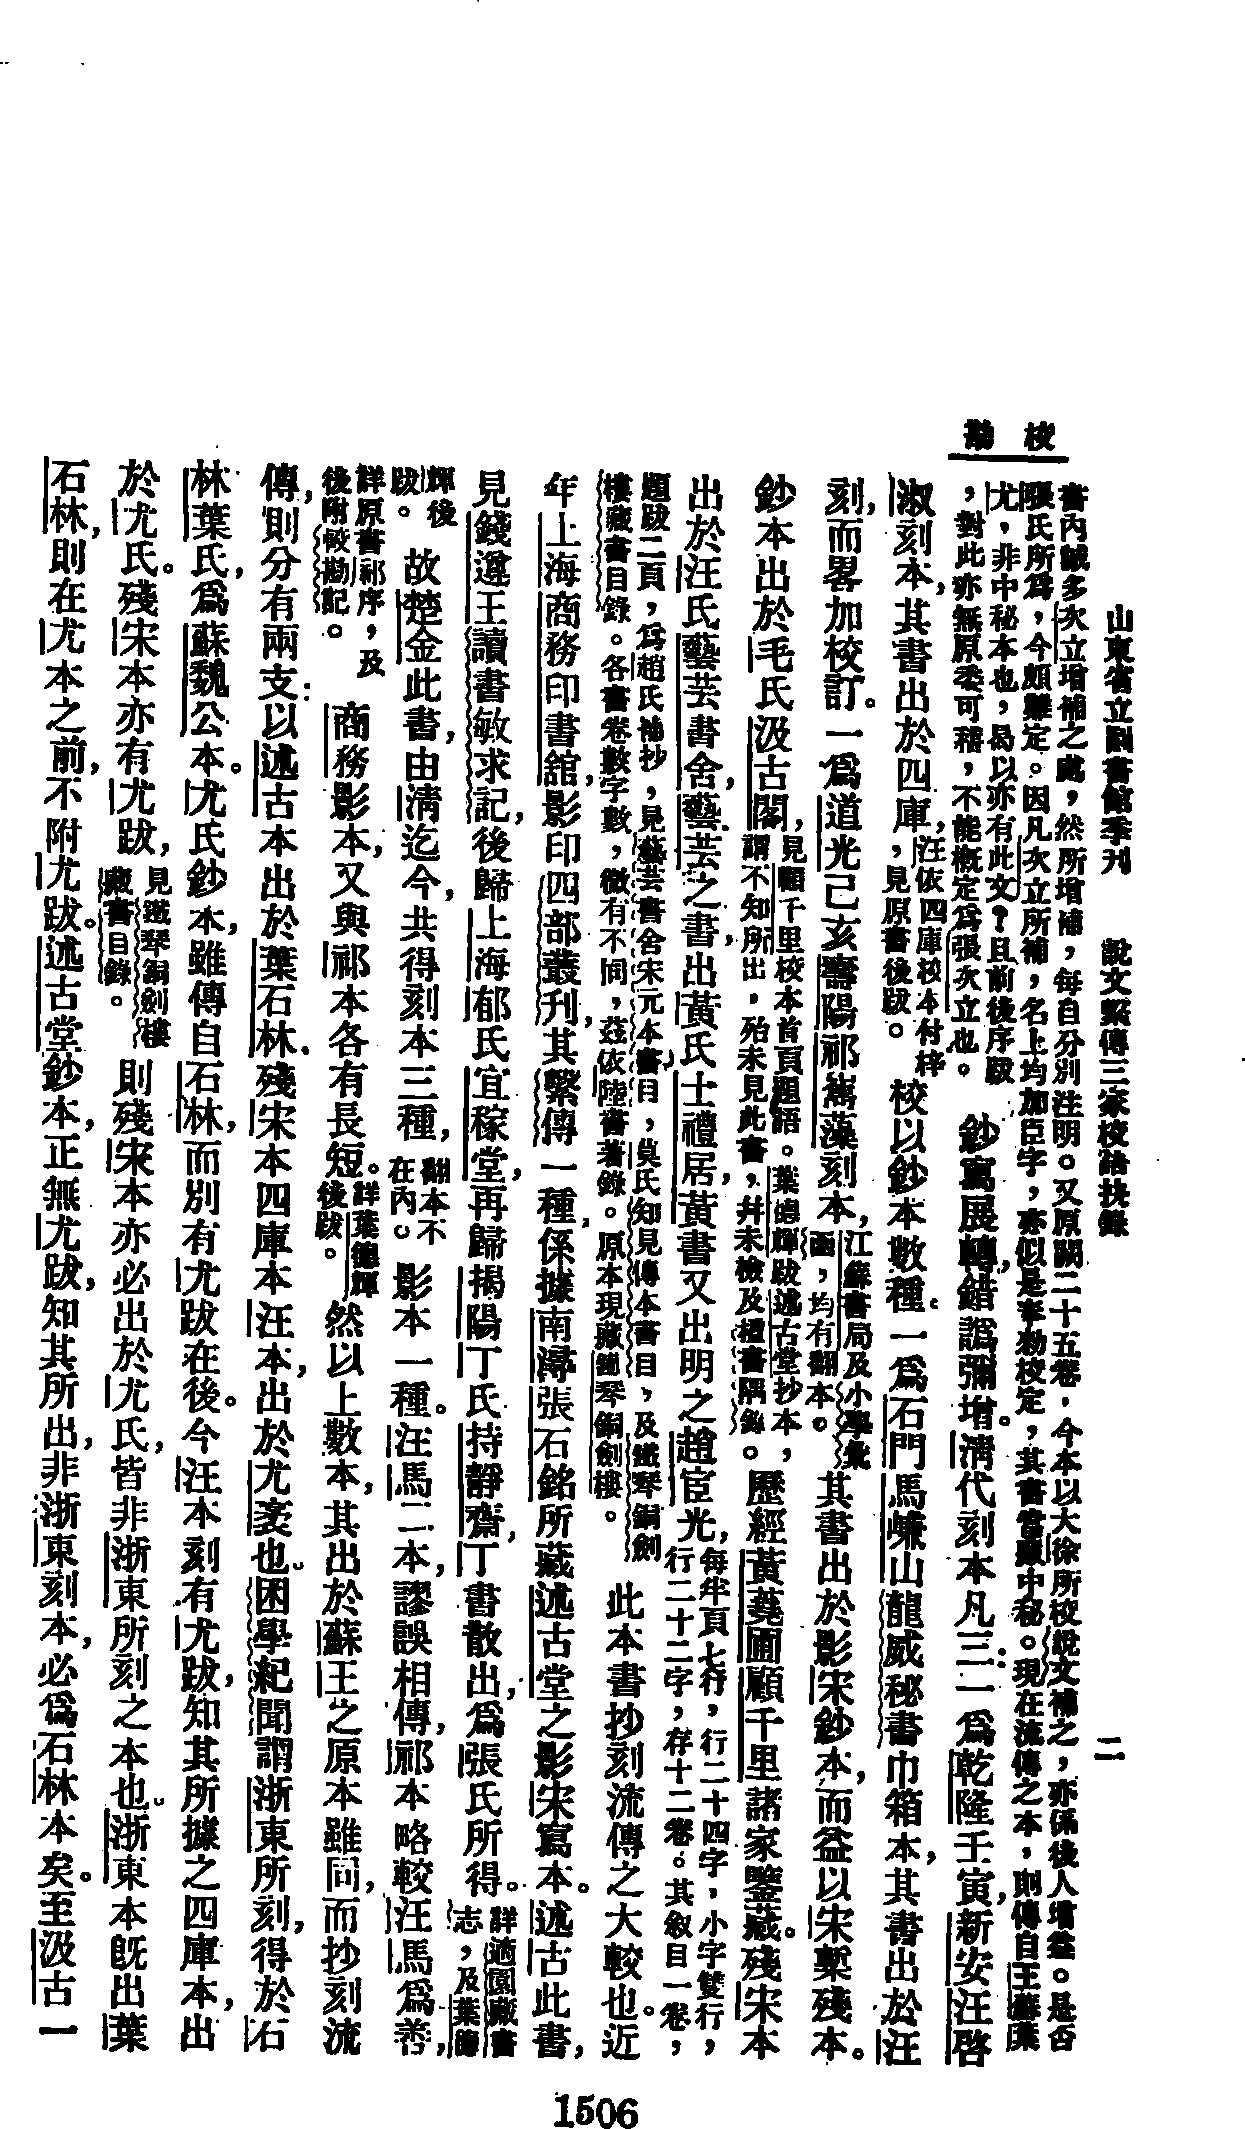 山東省立圖書館季刊　說文繫傳三家校語抉錄　二
校勘
書內誠多次立增補之處，然所增補，每自分別注明。又原闕二十五卷，今本以大徐所校說文補之，亦係後人增益。是否
張氏所爲，今頗難定。因凡次立所補，名上均加臣字，亦似是奉勑校定，其書當藏中秘。現在流傳之本，則傳自王蘇葉
尤，非中秘本也，曷以亦有此文？且前後序跋
，對此亦無原委可稽，不能槪定爲張次立也。
鈔寫展轉，錯譌彌增。淸代刻本凡三：一爲乾隆壬寅，新安汪啓
淑刻本，其書出於四庫，汪依四庫校本付梓，見原書後跋。校以鈔本數種。一爲石門馬嶰山龍威秘書巾箱本，其書出於汪
刻，而畧加校訂。一爲道光己亥壽陽祁寯藻刻本，江蘇書局及小學彙函，均有翻本。其書出於影宋鈔本，而益以宋槧殘本。
鈔本出於毛氏汲古閣，見顧千里校本首頁題語。葉德輝跋述古堂抄本，謂不知所出，殆未見此書，幷未檢及楹書隅錄。歷經黃蕘圃顧千里諸家鑒藏。殘宋本
出於汪氏藝芸書舍，藝芸之書，出黃氏士禮居，黃書又出明之趙宦光，每半頁七行，行二十四字，小字雙行，行二十二字，存十二卷。其敍目一卷，
題跋二頁，爲趙氏補抄，見藝芸書舍宋元本書目，莫氏知見傳本書目，及鐵琴銅劍
樓藏書目錄。各書卷數字數，微有不同，茲依陸書著錄。原本現藏鐵琴銅劍樓。
此本書抄刻流傳之大較也。近
年上海商務印書舘，影印四部叢刊，其繫傳一種，係據南潯張石銘所藏述古堂之影宋寫本。述古此書，
見錢遵王讀書敏求記，後歸上海郁氏宜稼堂，再歸揭陽丁氏持靜齋，丁書散出，爲張氏所得。詳適園藏書志，及葉德
輝後跋。故楚金此書，由淸迄今，共得刻本三種，翻本不在內。影本一種。汪馬二本，謬誤相傳，祁本略較汪馬爲善，
詳原書祁序，及後附校勘記。商務影本，又與祁本各有長短。詳葉德輝後跋。然以上數本，其出於蘇王之原本雖同，而抄刻流
傳，則分有兩支：以述古本出於葉石林．殘宋本四庫本汪本，出於尤袤也。困學紀聞謂浙東所刻，得於石
林葉氏，爲蘇魏公本。尤氏鈔本，雖傳自石林，而別有尤跋在後。今汪本刻有尤跋，知其所據之四庫本，出
於尤氏。殘宋本亦有尤跋，見鐵琴銅劍樓藏書目錄。則殘宋本亦必出於尤氏，皆非浙東所刻之本也。浙東本旣出葉
石林，則在尤本之前，不附尤跋。述古堂鈔本，正無尤跋，知其所出，非浙東刻本，必爲石林本矣。至汲古一
1506